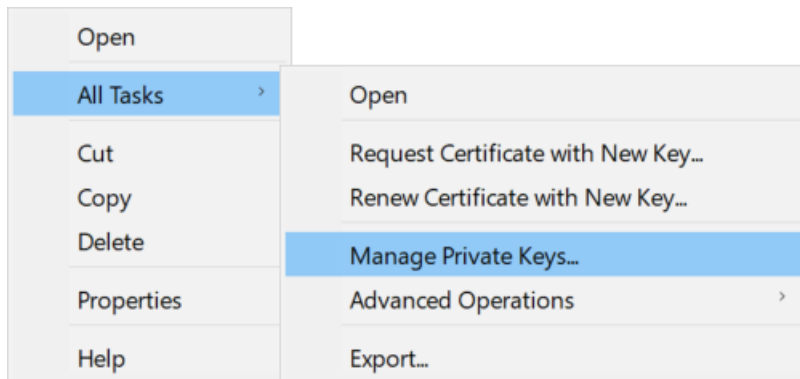 Open
All Tasks
Cut
Copy
Delete
Properties
Help
Open
Request Certificate with New Key...
Renew Certificate with New Key...
Manage Private Keys...
Advanced Operations
Export...